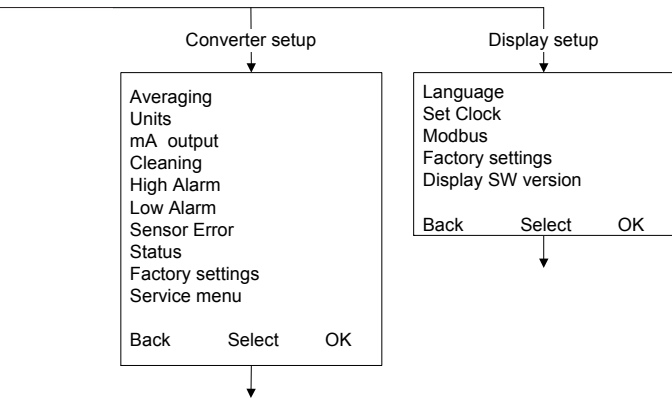 Converter setup
Averaging
Units
mA output
Cleaning
High Alarm
Low Alarm
Sensor Error
Status
Factory settings
Service menu
Back Select OK
Display setup
Language
Set Clock
Modbus
Factory settings
Display SW version
Back Select OK